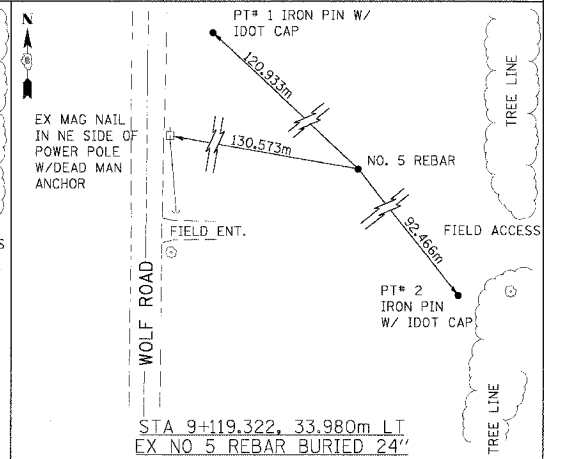 N
PT# 1 IRON PIN W/
IDOT CAP
120.933m
TREE LINE
EX MAG NAIL
IN NE SIDE OF
POWER POLE
W/DEAD MAN
ANCHOR
130.573m
NO. 5 REBAR
FIELD ENT.
92.466m
FIELD ACCESS
S
WOLF ROAD
PT# 2
IRON PIN
W/ IDOT CAP
TREE LINE
STA 9+119.322, 33.980m LT
EX NO 5 REBAR BURIED 24"